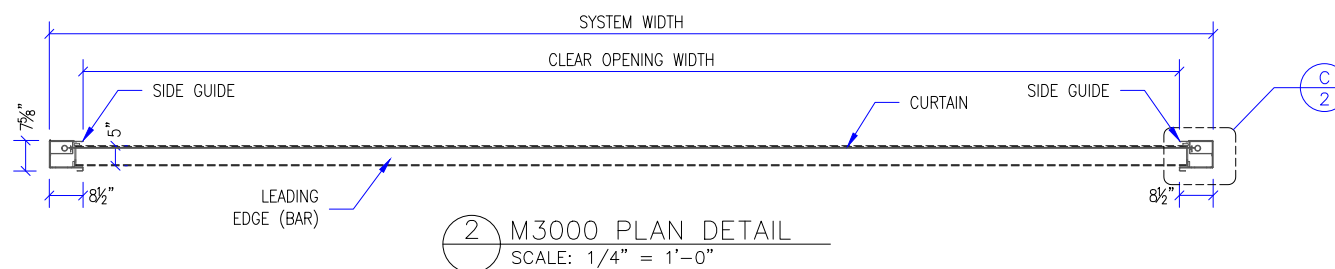 SYSTEM WIDTH
CLEAR OPENING WIDTH
SIDE GUIDE
SIDE GUIDE
C
2
CURTAIN
7⅝"
5"
8½"
LEADING
EDGE (BAR)
8½"
2
M3000 PLAN DETAIL
SCALE: 1/4" = 1'-0"